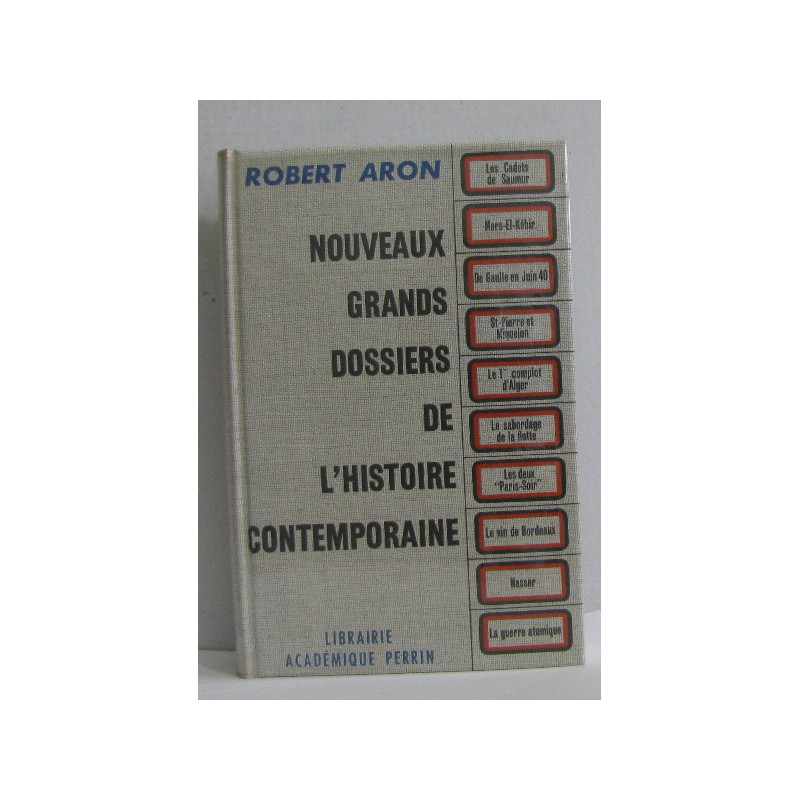 ROBERT ARON
NOUVEAUX
GRANDS
DOSSIERS
DE
L'HISTOIRE
CONTEMPORAINE
LIBRAIRIE
ACADÉMIQUE PERRIN
Les Cadets
de Saumur
Mers-El-Kébir
De Gaulle en Juin 40
St-Pierre et
Miquelon
Le 1er complot
d'Alger
Le sabordage
de la flotte
Les deux
"Paris-Soir"
Le vin de Bordeaux
Nasser
La guerre atomique